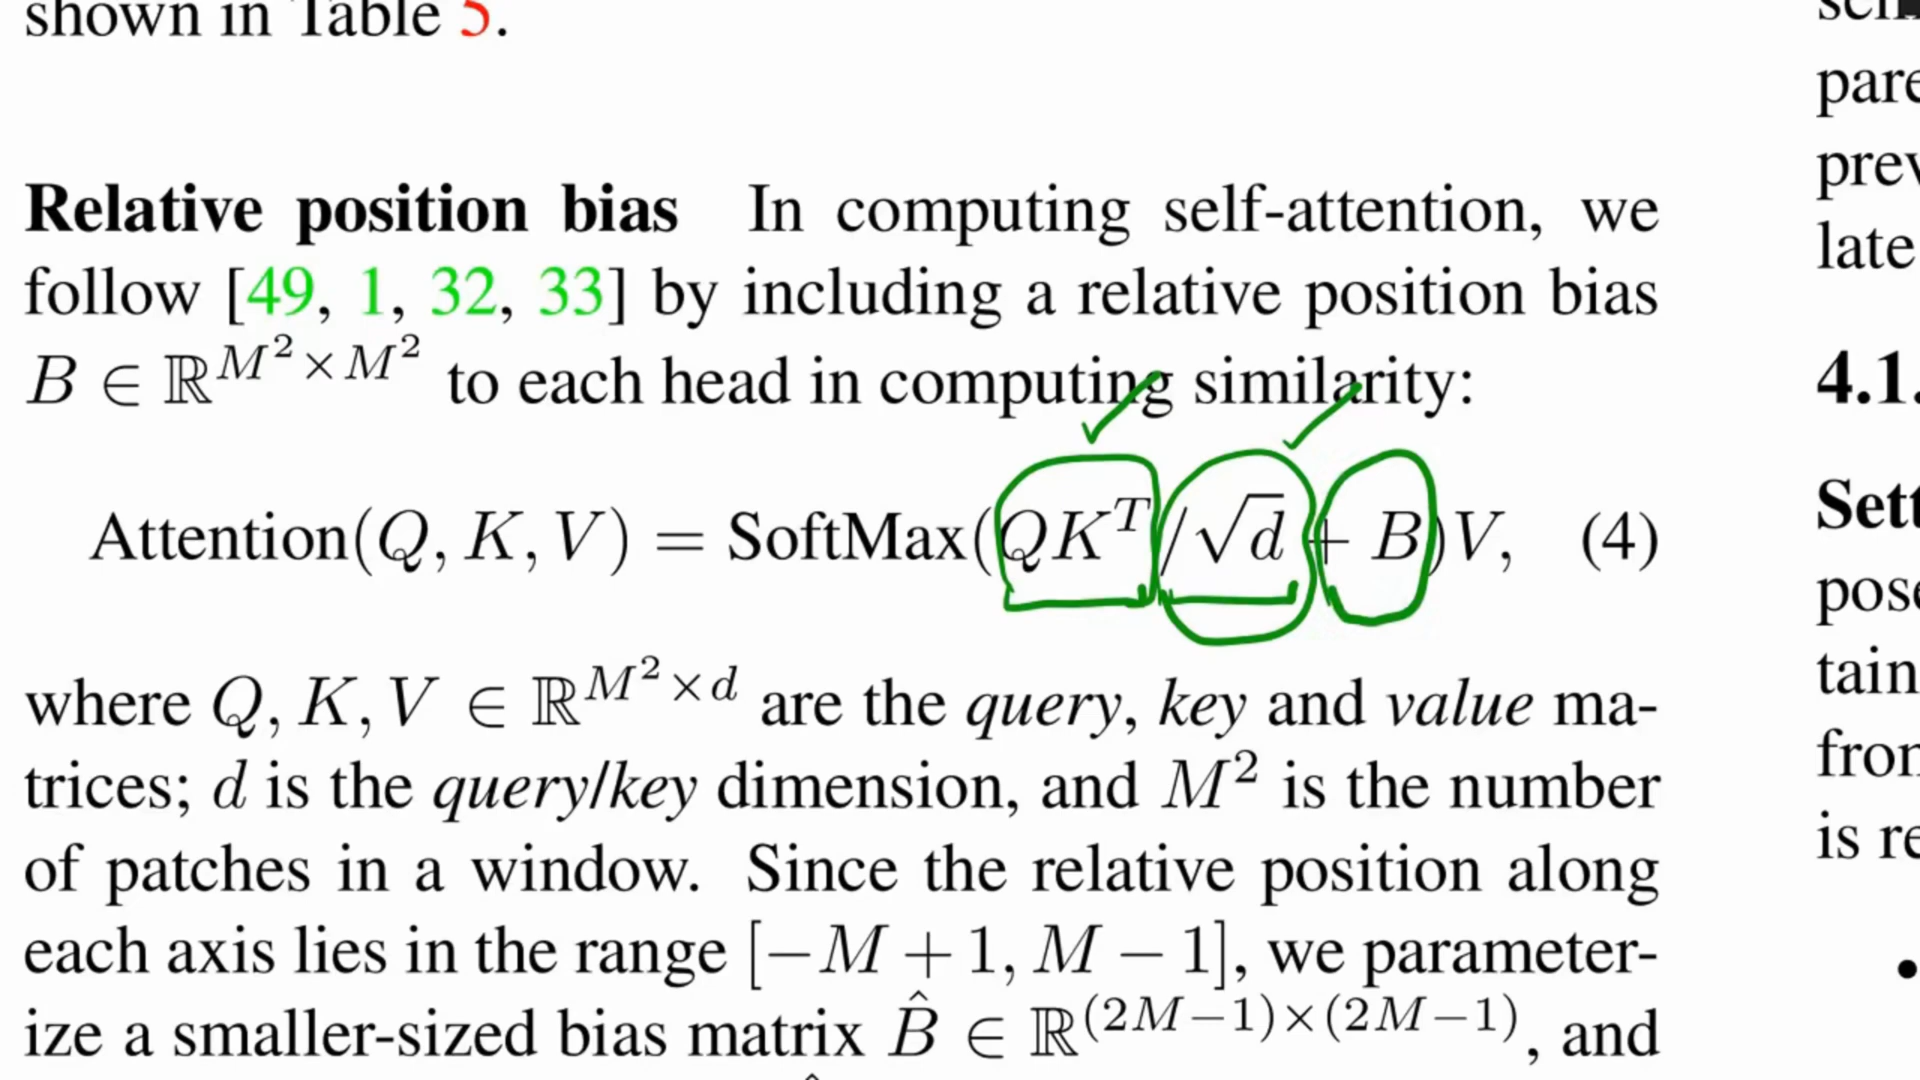 shown in Table 5.
Relative position bias In computing self-attention, we
follow [49, 1, 32, 33] by including a relative position bias
B ∈ ℝ^{M²×M²} to each head in computing similarity:
Attention(Q, K, V) = SoftMax(QK^T/√d + B)V, (4)
where Q, K, V ∈ ℝ^{M²×d} are the query, key and value ma-
trices; d is the query/key dimension, and M² is the number
of patches in a window. Since the relative position along
each axis lies in the range [−M + 1, M − 1], we parameter-
ize a smaller-sized bias matrix B̂ ∈ ℝ^{(2M−1)×(2M−1)}, and
pare
prev
late
4.1.
Sett
pose
tain
from
is re
•